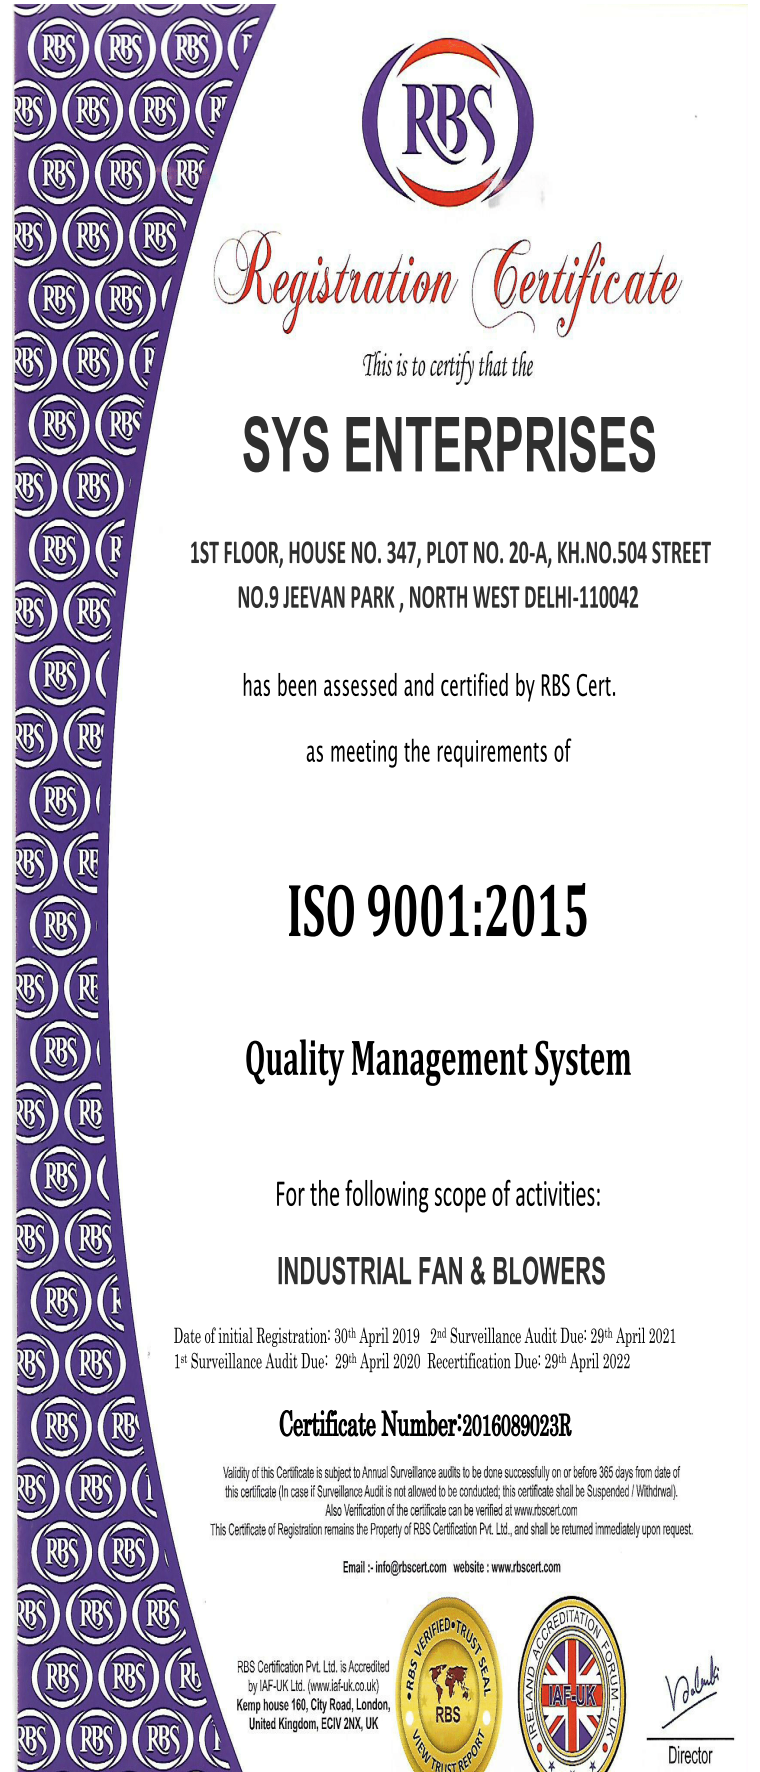 RBS
Registration Certificate
This is to certify that the
SYS ENTERPRISES
1ST FLOOR, HOUSE NO. 347, PLOT NO. 20-A, KH.NO.504 STREET
NO.9 JEEVAN PARK , NORTH WEST DELHI-110042
has been assessed and certified by RBS Cert.
as meeting the requirements of
ISO 9001:2015
Quality Management System
For the following scope of activities:
INDUSTRIAL FAN & BLOWERS
Date of initial Registration: 30th April 2019 2nd Surveillance Audit Due: 29th April 2021
1st Surveillance Audit Due: 29th April 2020 Recertification Due: 29th April 2022
Certificate Number:2016089023R
Validity of this Certificate is subject to Annual Surveillance audits to be done successfully on or before 365 days from date of
this certificate (In case if Surveillance Audit is not allowed to be conducted; this certificate shall be Suspended / Withdrwal).
Also Verification of the certificate can be verified at www.rbscert.com
This Certificate of Registration remains the Property of RBS Certification Pvt. Ltd., and shall be returned immediately upon request.
Email :- info@rbscert.com website : www.rbscert.com
RBS Certification Pvt. Ltd. is Accredited
by IAF-UK Ltd. (www.iaf-uk.co.uk)
Kemp house 160, City Road, London,
United Kingdom, ECIV 2NX, UK
RBS VERIFIED•TRUST SEAL
RBS
VIEW TRUST REPORT
IRELAND ACCREDITATION FORUM - UK
IAF-UK
Director